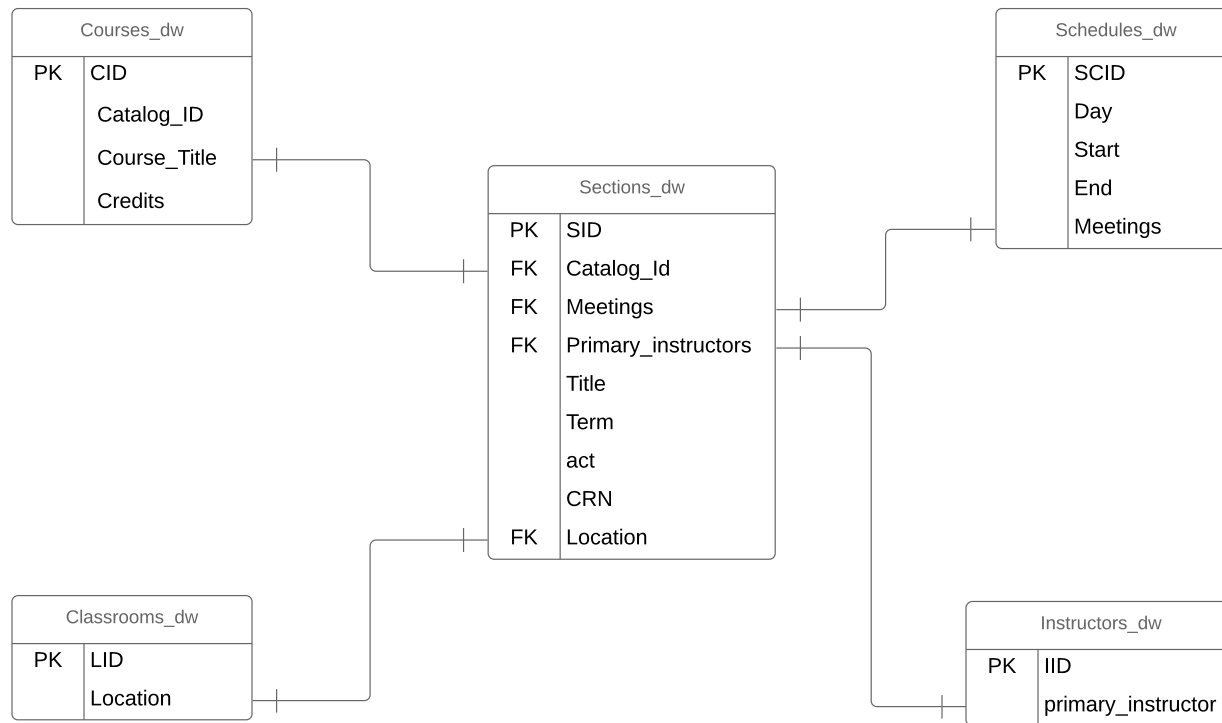 Courses_dw
PK CID
Catalog_ID
Course_Title
Credits
Schedules_dw
PK SCID
Day
Start
End
Meetings
Sections_dw
PK SID
FK Catalog_Id
FK Meetings
FK Primary_instructors
Title
Term
act
CRN
FK Location
Classrooms_dw
PK LID
Location
Instructors_dw
PK IID
primary_instructor